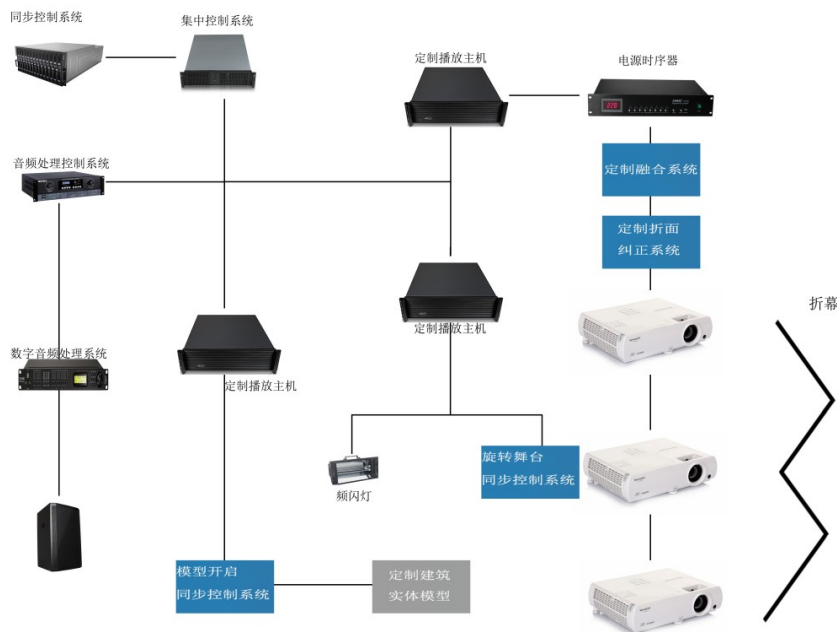 同步控制系统
集中控制系统
定制播放主机
电源时序器
音频处理控制系统
定制融合系统
定制折面
纠正系统
折幕
定制播放主机
数字音频处理系统
定制播放主机
频闪灯
旋转舞台
同步控制系统
模型开启
同步控制系统
定制建筑
实体模型